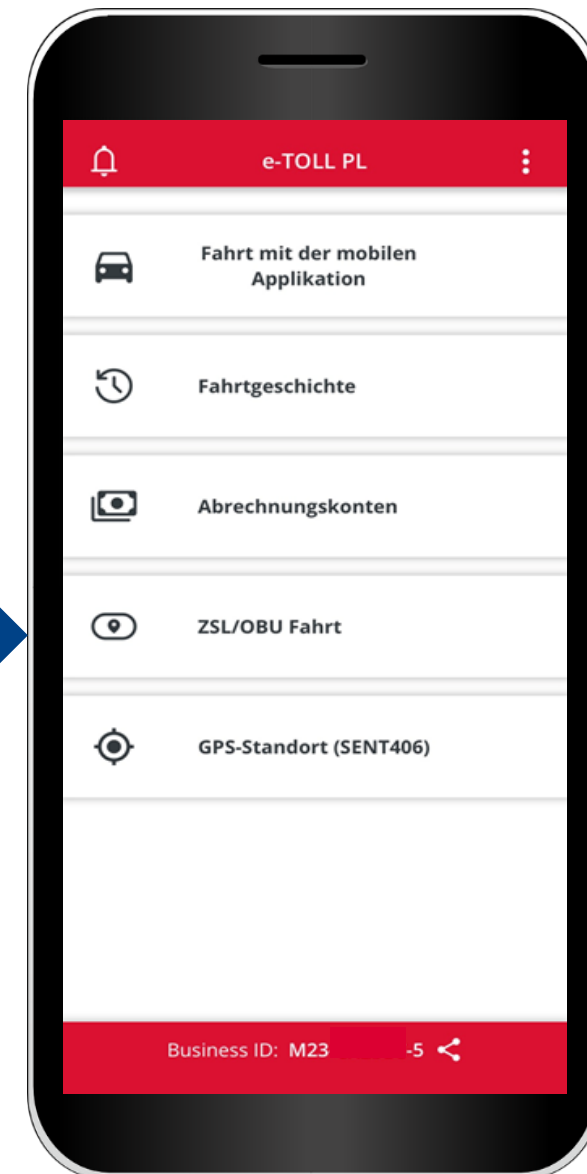 e-TOLL PL
Fahrt mit der mobilen
Applikation
Fahrtgeschichte
Abrechnungskonten
ZSL/OBU Fahrt
GPS-Standort (SENT406)
Business ID: M23 -5